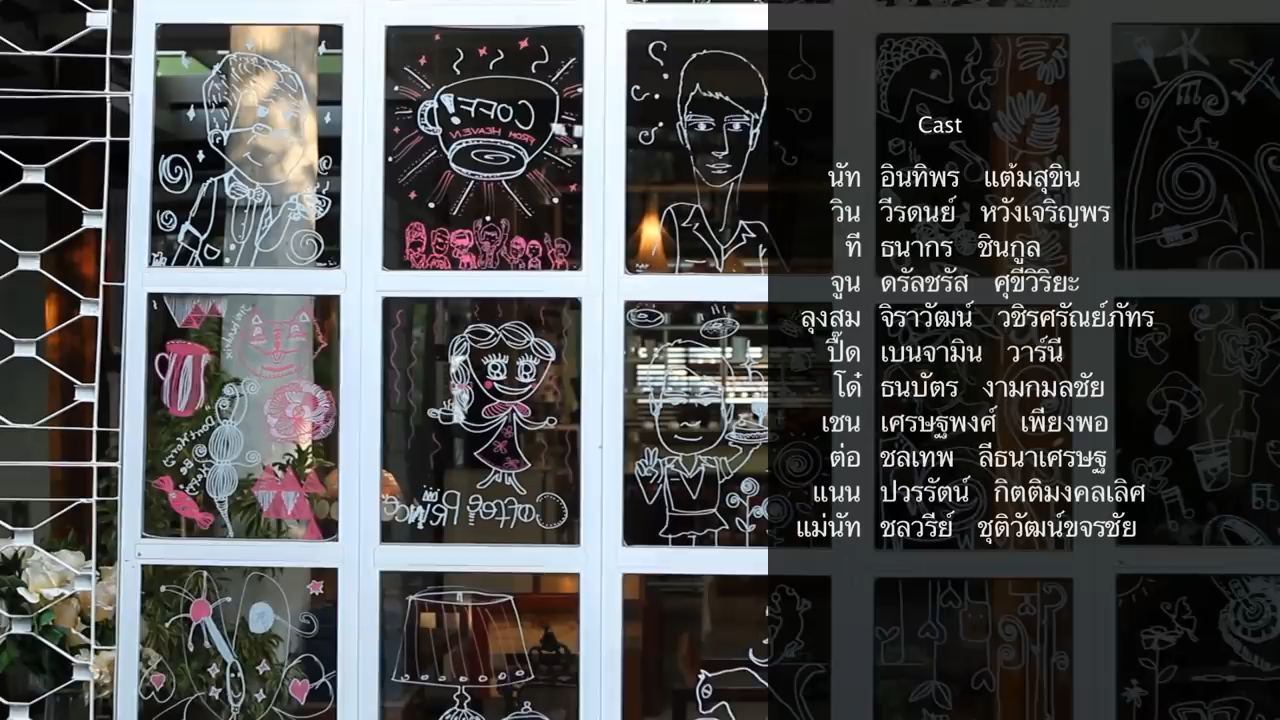 COFF!
FROM HEAVEN
Don't Worry
Be Happy
Coffee Prince
Cast
นัท อินทิพร แต้มสุขิน
วิน วีรดนย์ หวังเจริญพร
ที ธนากร ชินกูล
จูน ดรัลชรัส ศุขีวิริยะ
ลุงสม จิราวัฒน์ วชิรศรัณย์ภัทร
ปี๊ด เบนจามิน วาร์นี
โด๋ ธนบัตร งามกมลชัย
เชน เศรษฐพงศ์ เพียงพอ
ต่อ ชลเทพ ลีธนาเศรษฐ
แนน ปวรรัตน์ กิตติมงคลเลิศ
แม่นัท ชลวรีย์ ชุติวัฒน์ขจรชัย